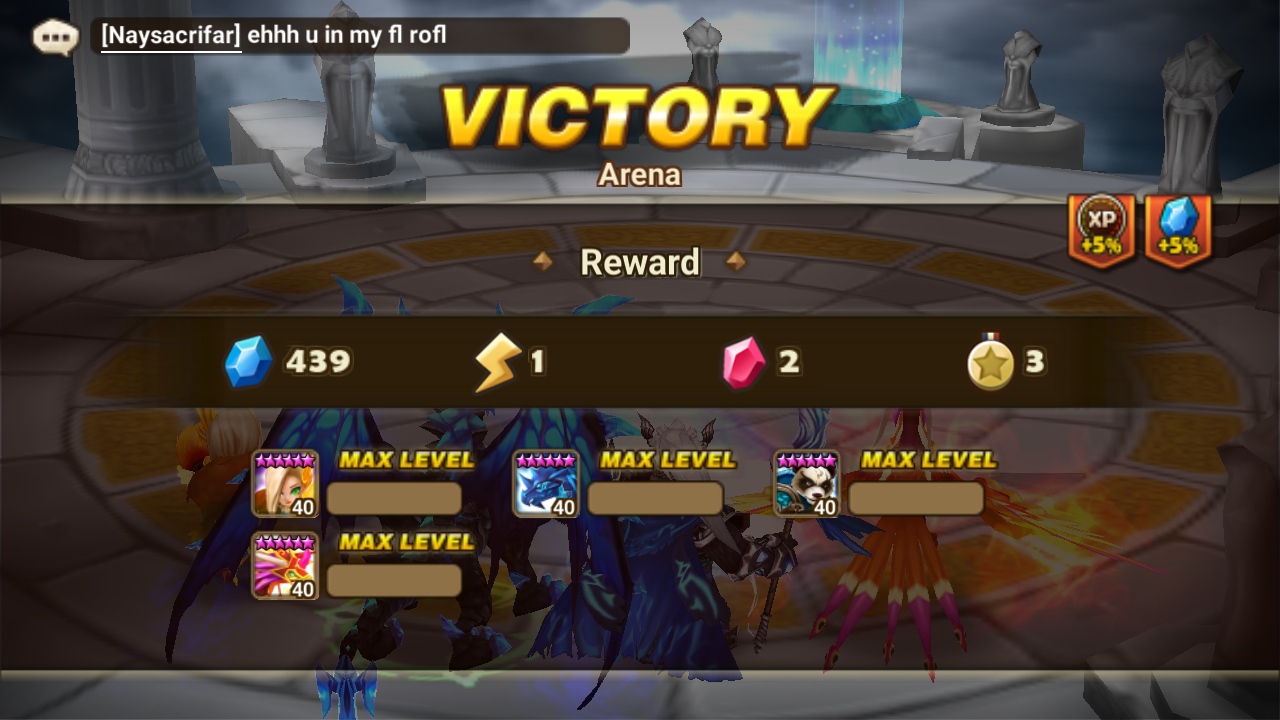 [Naysacrifar] ehhh u in my fl rofl
VICTORY
Arena
XP
+5%
+5%
Reward
439
1
2
3
MAX LEVEL
40
MAX LEVEL
40
MAX LEVEL
40
MAX LEVEL
40